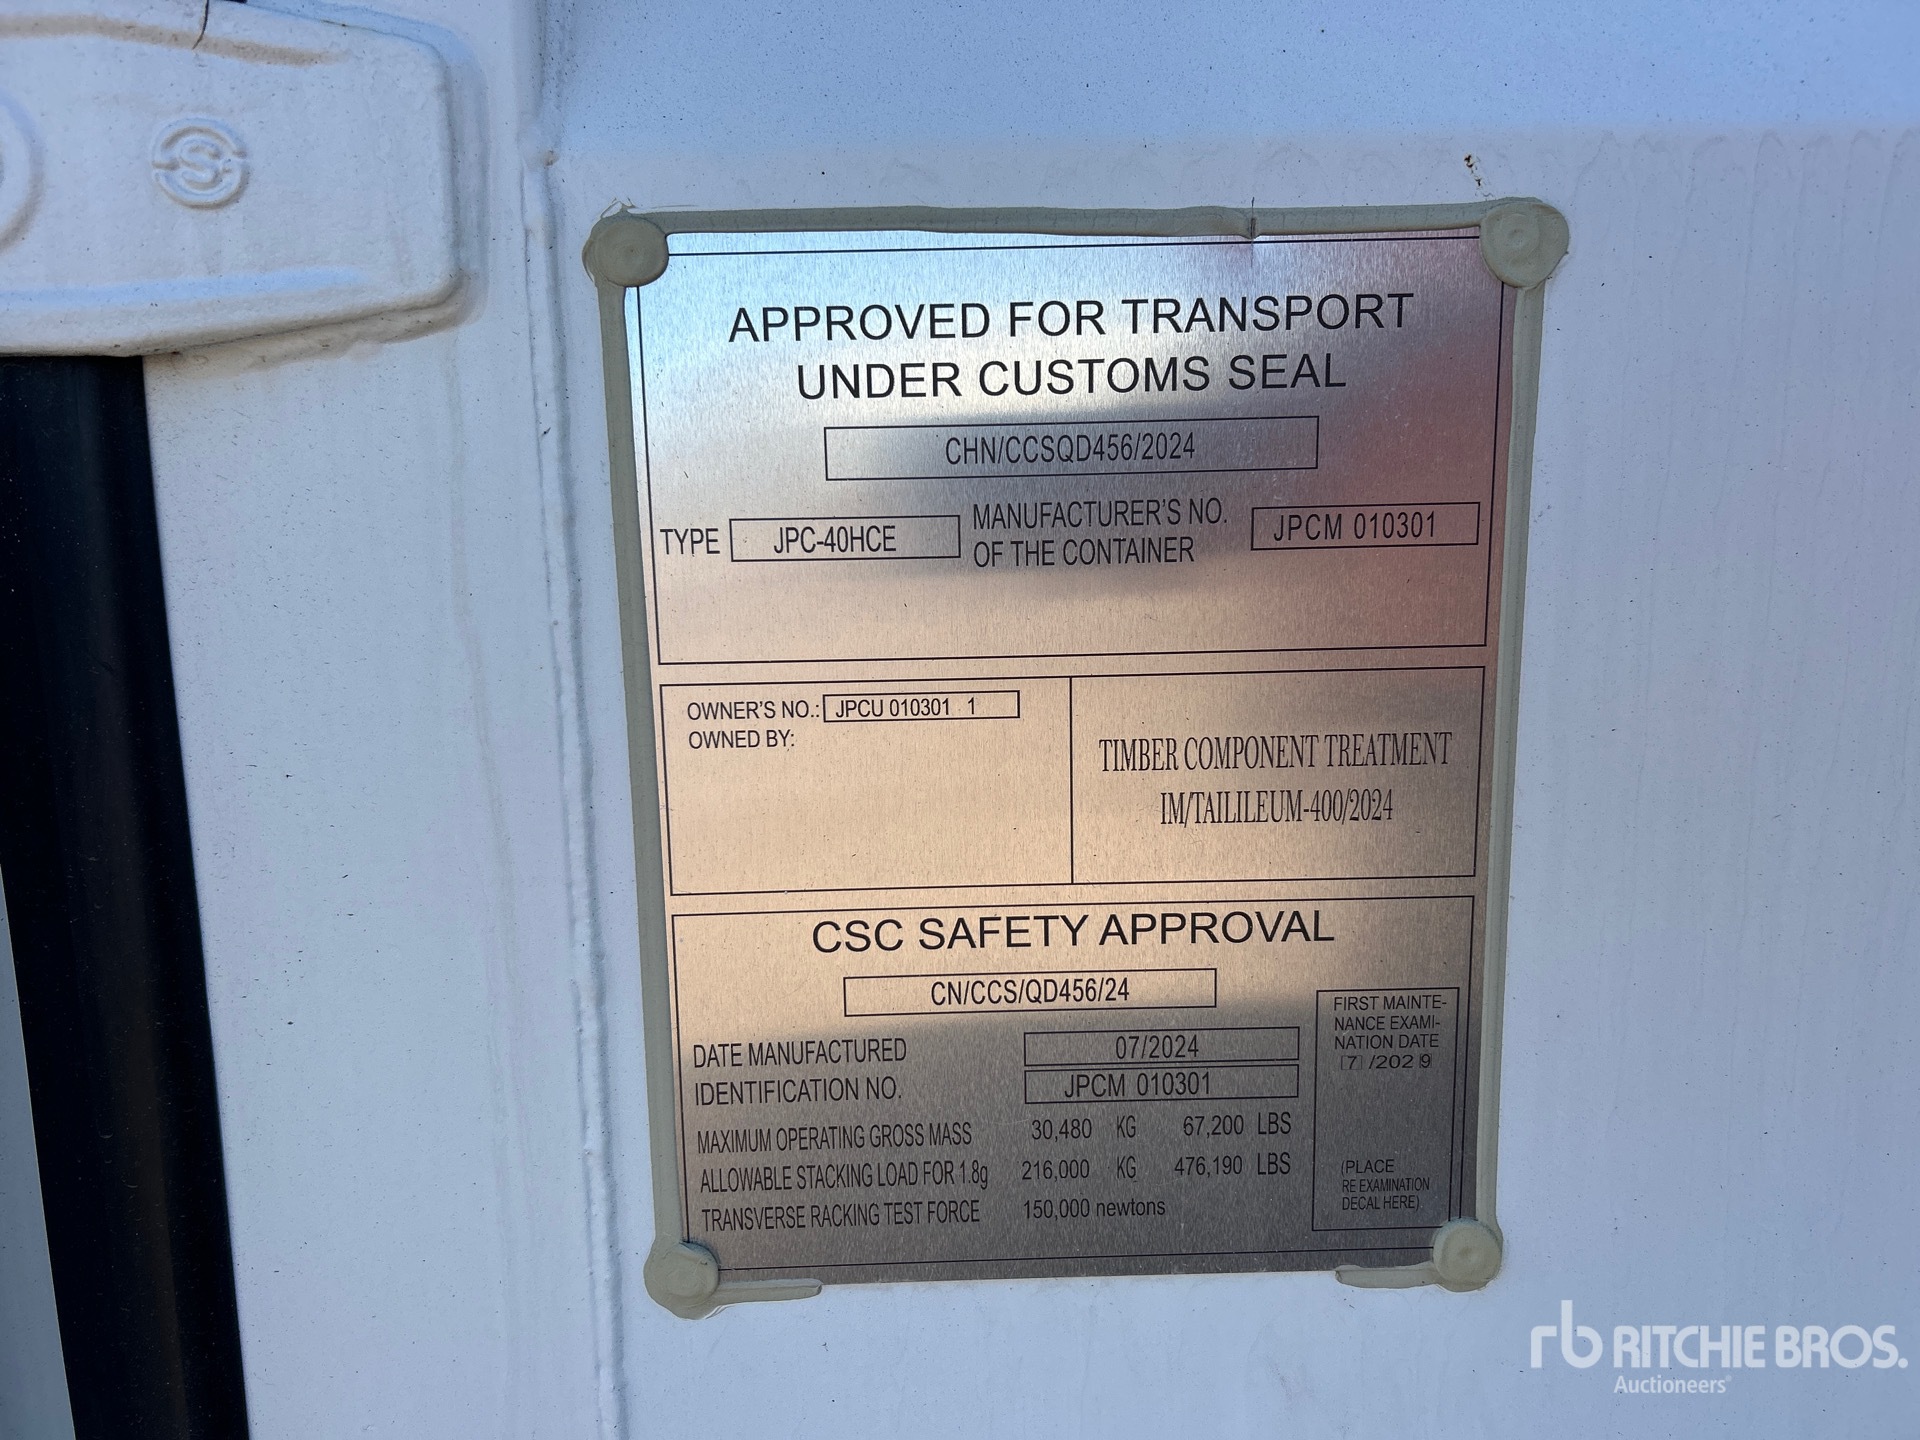 S
APPROVED FOR TRANSPORT
UNDER CUSTOMS SEAL
CHN/CCSQD456/2024
TYPE JPC-40HCE MANUFACTURER'S NO. OF THE CONTAINER JPCM 010301
OWNER'S NO.: JPCU 010301 1
OWNED BY:
TIMBER COMPONENT TREATMENT
IM/TAILILEUM-400/2024
CSC SAFETY APPROVAL
CN/CCS/QD456/24
DATE MANUFACTURED 07/2024
IDENTIFICATION NO. JPCM 010301
MAXIMUM OPERATING GROSS MASS 30,480 KG 67,200 LBS
ALLOWABLE STACKING LOAD FOR 1.8g 216,000 KG 476,190 LBS
TRANSVERSE RACKING TEST FORCE 150,000 newtons
FIRST MAINTE-
NANCE EXAMI-
NATION DATE
7 /2029
(PLACE
RE EXAMINATION
DECAL HERE)
rb RITCHIE BROS.
Auctioneers